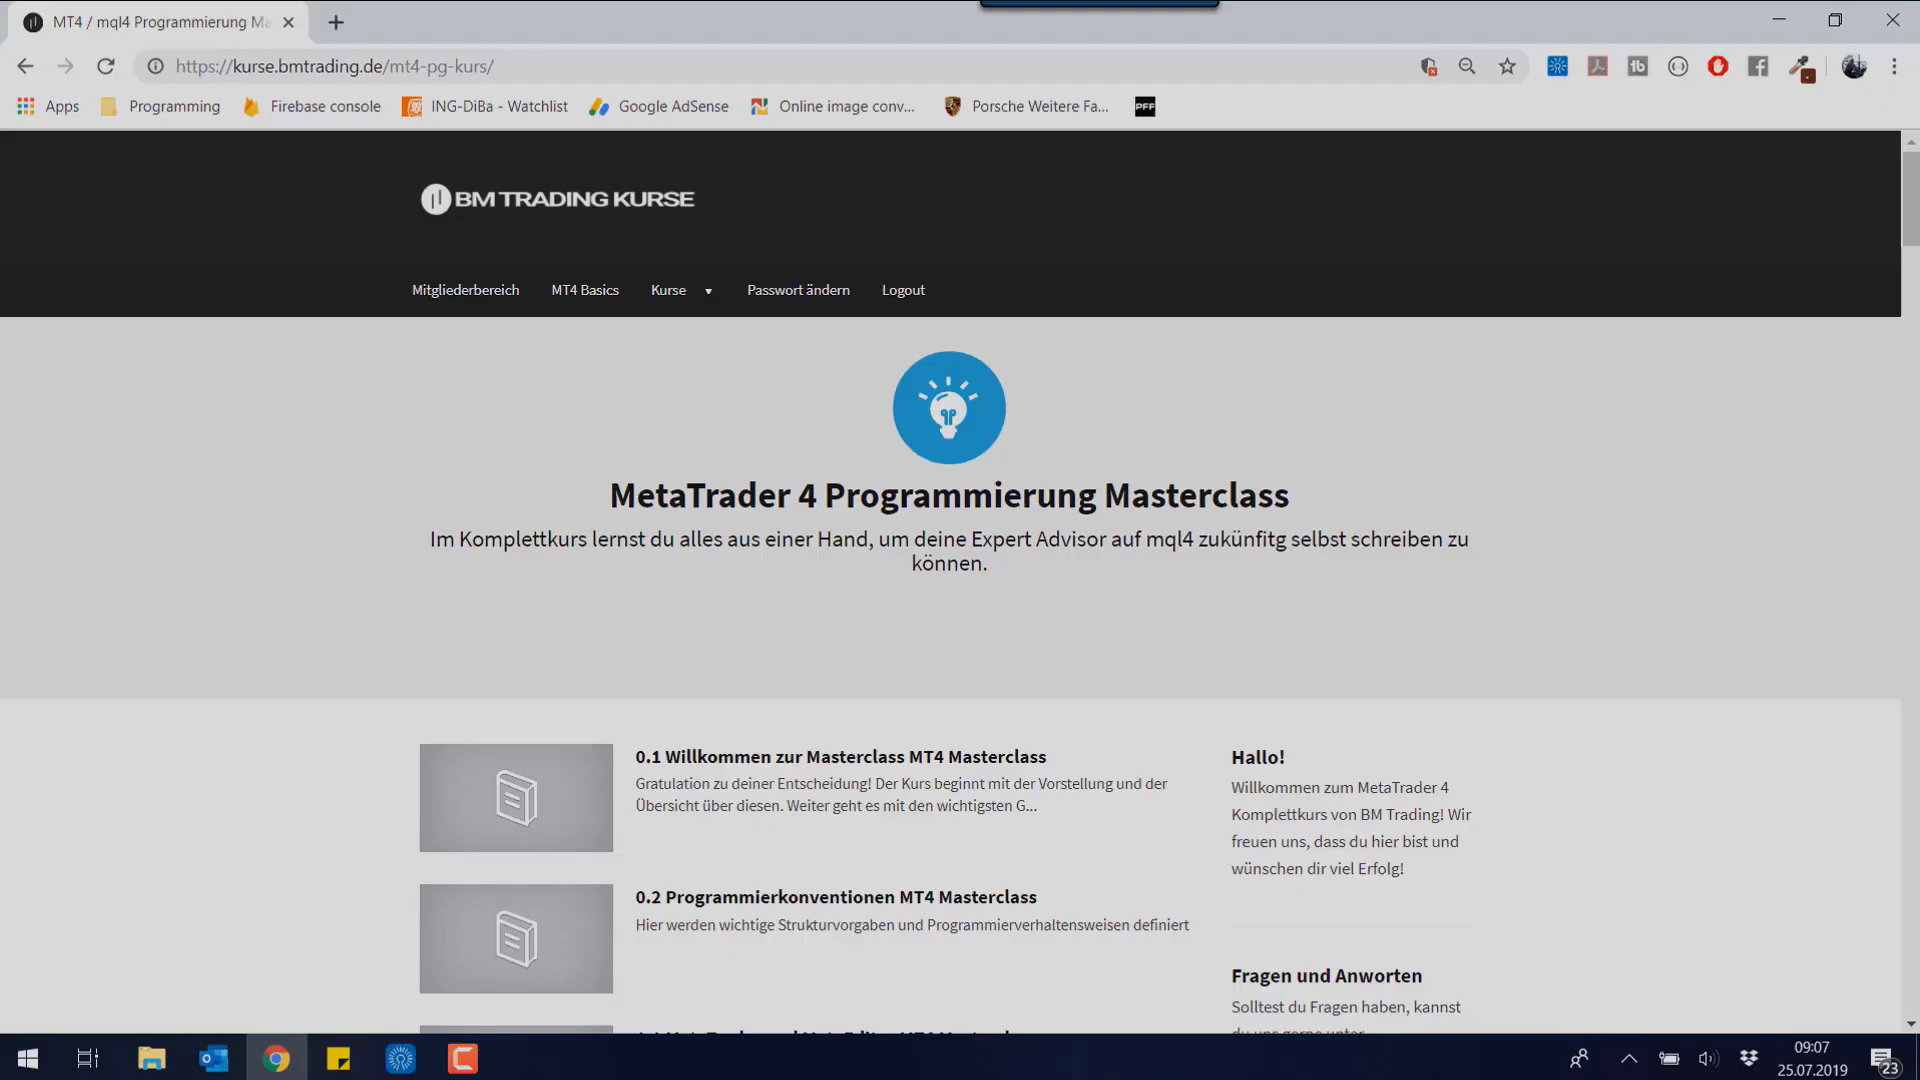 MT4 / mql4 Programmierung Ma
https://kurse.bmtrading.de/mt4-pg-kurs/
Apps
Programming
Firebase console
ING-DiBa - Watchlist
Google AdSense
Online image conv...
Porsche Weitere Fa...
PFF
BM TRADING KURSE
Mitgliederbereich
MT4 Basics
Kurse
Passwort ändern
Logout
MetaTrader 4 Programmierung Masterclass
Im Komplettkurs lernst du alles aus einer Hand, um deine Expert Advisor auf mql4 zukünfitg selbst schreiben zu
können.
0.1 Willkommen zur Masterclass MT4 Masterclass
Gratulation zu deiner Entscheidung! Der Kurs beginnt mit der Vorstellung und der
Übersicht über diesen. Weiter geht es mit den wichtigsten G...
0.2 Programmierkonventionen MT4 Masterclass
Hier werden wichtige Strukturvorgaben und Programmierverhaltensweisen definiert
Hallo!
Willkommen zum MetaTrader 4
Komplettkurs von BM Trading! Wir
freuen uns, dass du hier bist und
wünschen dir viel Erfolg!
Fragen und Anworten
Solltest du Fragen haben, kannst
09:07
25.07.2019
23